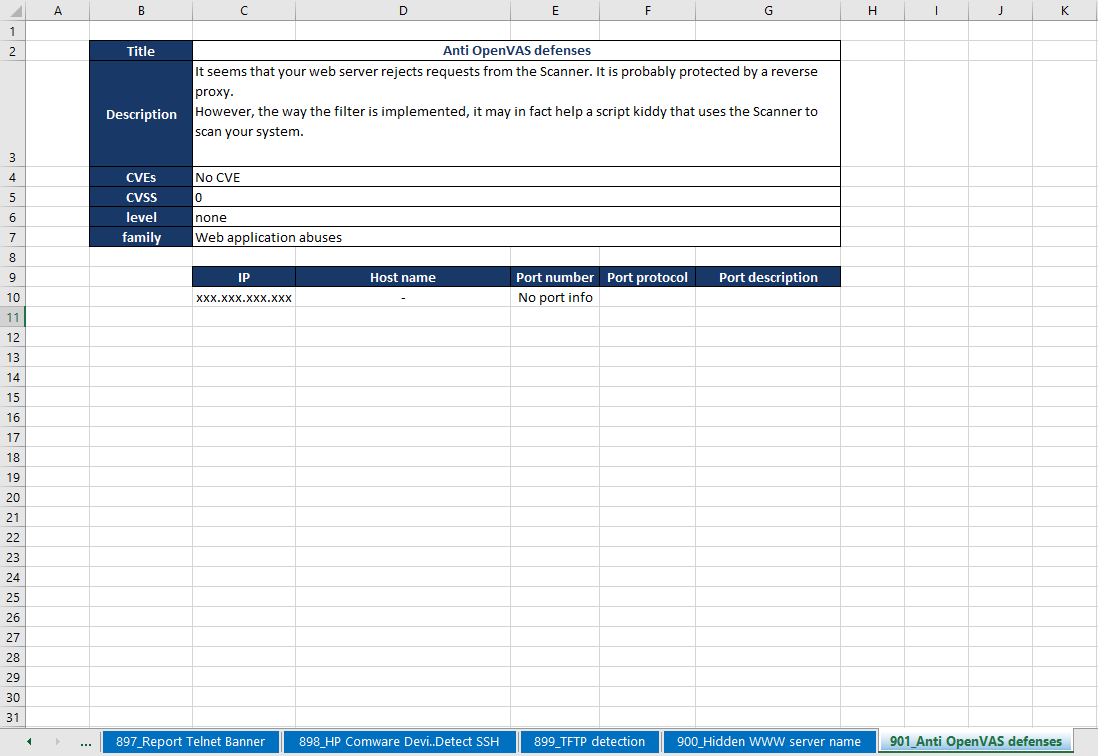 A B C D E F G H I J K
1
2 Title Anti OpenVAS defenses
3 Description It seems that your web server rejects requests from the Scanner. It is probably protected by a reverse
proxy.
However, the way the filter is implemented, it may in fact help a script kiddy that uses the Scanner to
scan your system.
4 CVEs No CVE
5 CVSS 0
6 level none
7 family Web application abuses
8
9 IP Host name Port number Port protocol Port description
10 xxx.xxx.xxx.xxx - No port info
11
12
13
14
15
16
17
18
19
20
21
22
23
24
25
26
27
28
29
30
31
... 897_Report Telnet Banner 898_HP Comware Devi..Detect SSH 899_TFTP detection 900_Hidden WWW server name 901_Anti OpenVAS defenses